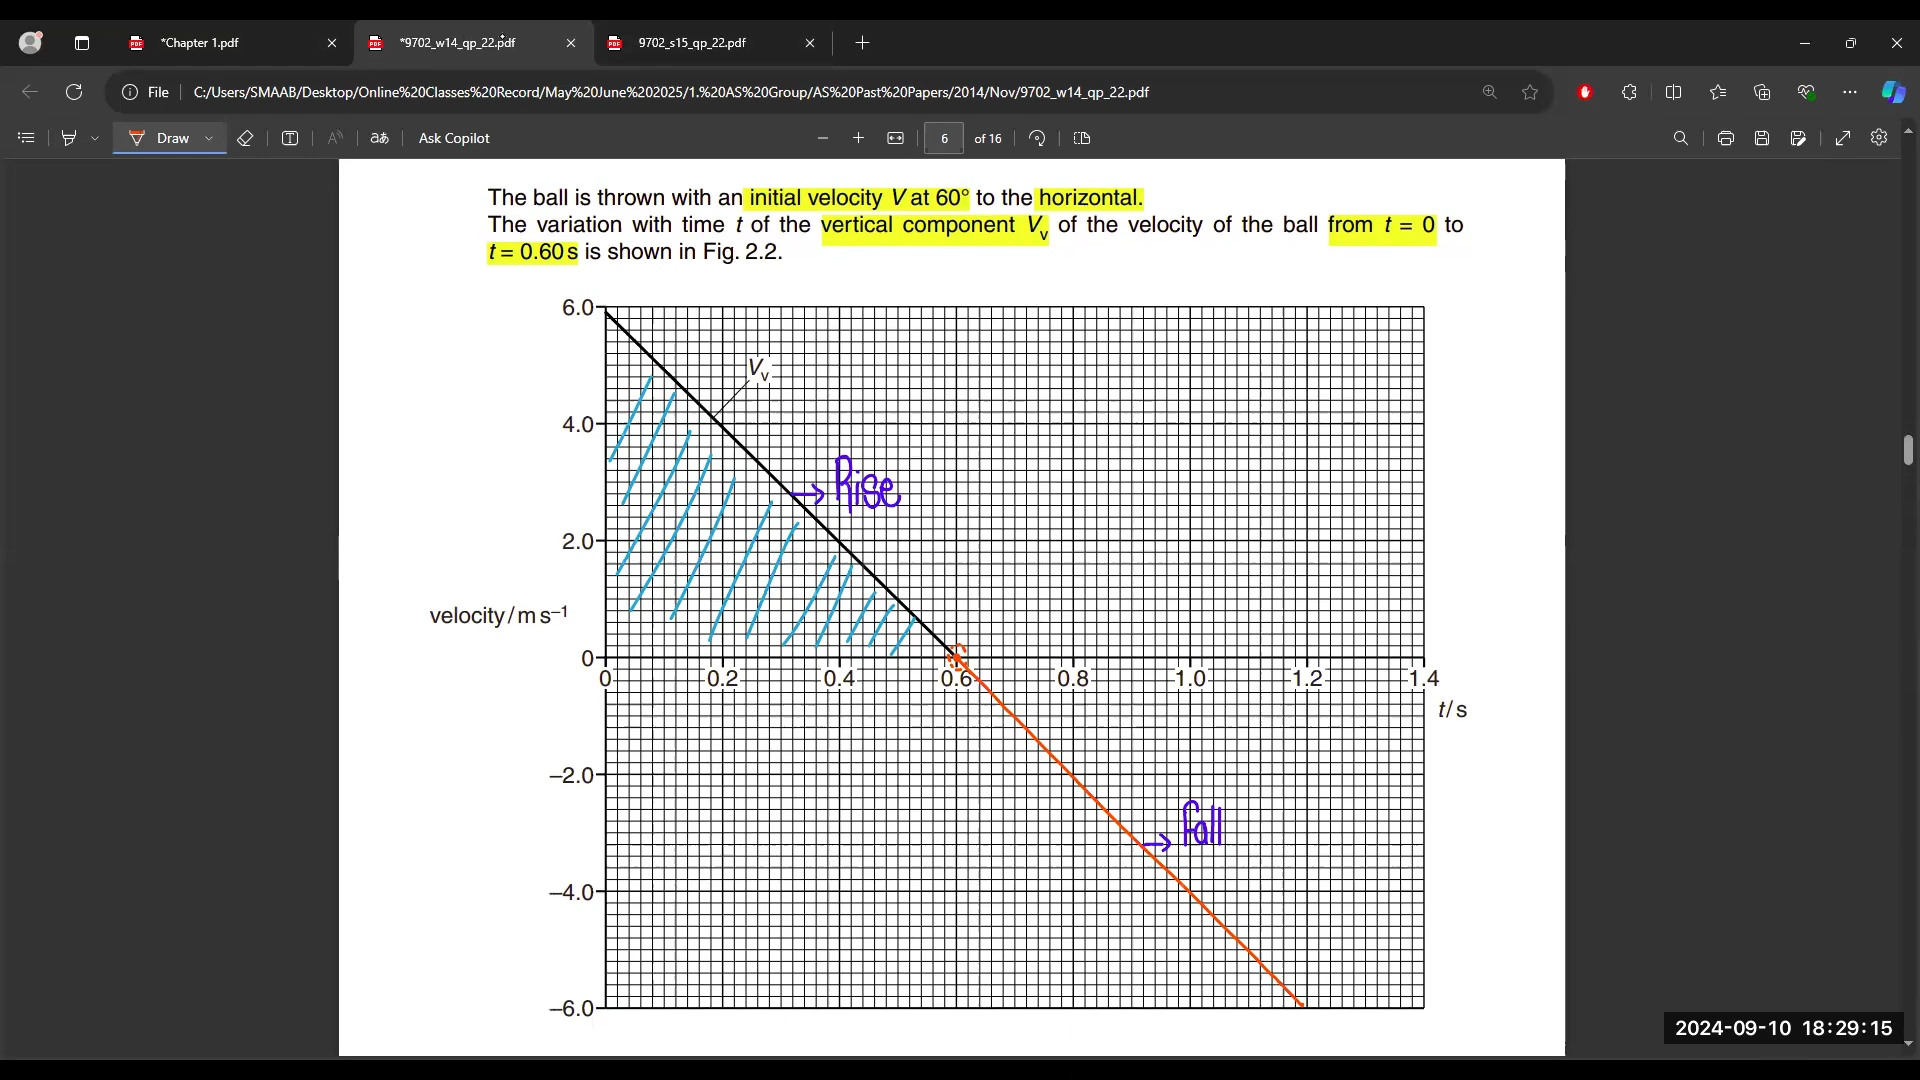 *Chapter 1.pdf
*9702_w14_qp_22.pdf
9702_s15_qp_22.pdf
File
C:/Users/SMAAB/Desktop/Online%20Classes%20Record/May%20June%202025/1.%20AS%20Group/AS%20Past%20Papers/2014/Nov/9702_w14_qp_22.pdf
Draw
aあ
Ask Copilot
6 of 16
The ball is thrown with an initial velocity V at 60° to the horizontal.
The variation with time t of the vertical component Vv of the velocity of the ball from t = 0 to
t = 0.60 s is shown in Fig. 2.2.
6.0
Vv
4.0
→ Rise
2.0
velocity / m s–1
0
0 0.2 0.4 0.6 0.8 1.0 1.2 1.4
t / s
–2.0
→ fall
–4.0
–6.0
2024-09-10 18:29:15